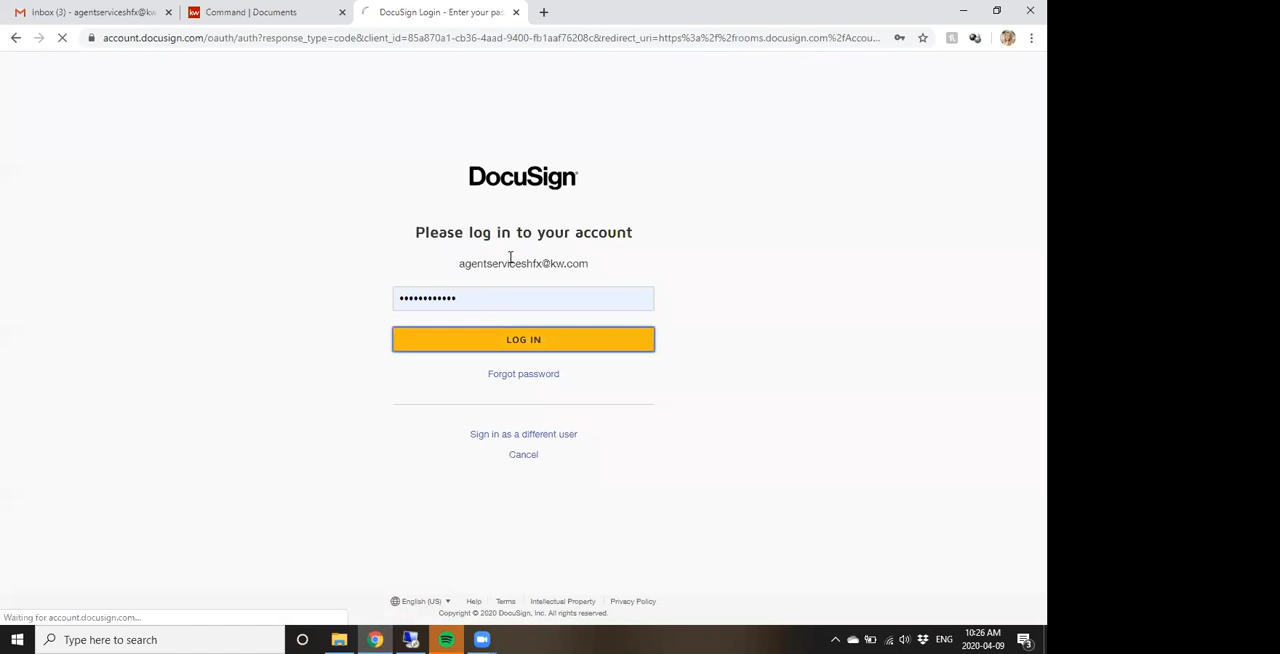 inbox (3) - agentserviceshfx@kw
kw Command | Documents
DocuSign Login - Enter your pas
account.docusign.com/oauth/auth?response_type=code&client_id=85a870a1-cb36-4aad-9400-fb1aaf76208c&redirect_uri=https%3a%2f%2frooms.docusign.com%2fAccou...
DocuSign
Please log in to your account
agentserviceshfx@kw.com
••••••••••••
LOG IN
Forgot password
Sign in as a different user
Cancel
English (US) Help Terms Intellectual Property Privacy Policy
Copyright © 2020 DocuSign, Inc. All rights reserved.
Waiting for account.docusign.com...
Type here to search
ENG
10:26 AM
2020-04-09
3